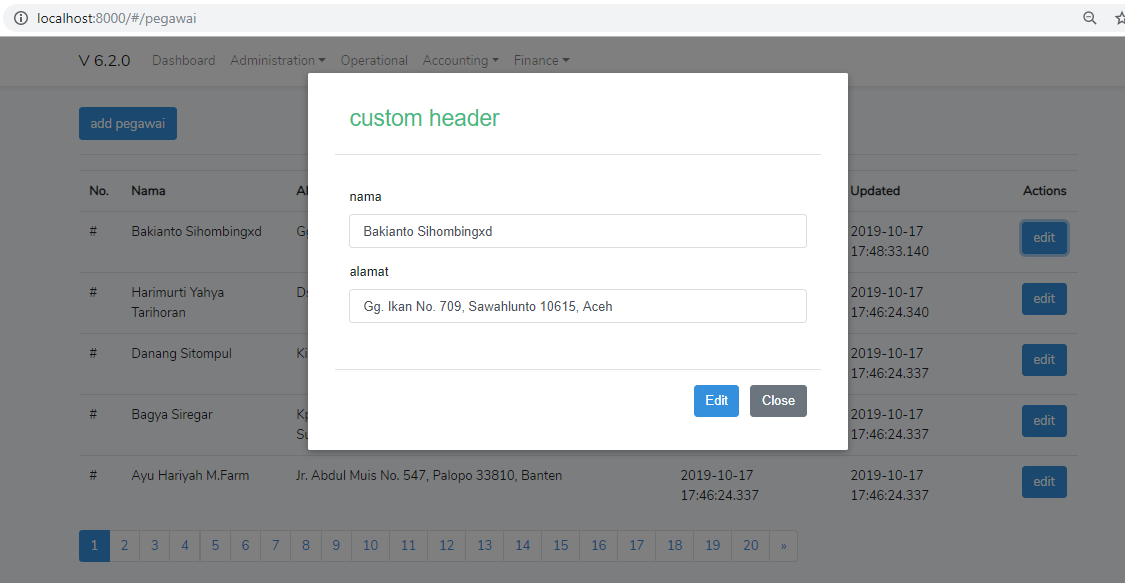 localhost:8000/#/pegawai
V 6.2.0 Dashboard Administration Operational Accounting Finance
add pegawai
custom header
No. Nama Al Updated Actions
nama
# Bakianto Sihombingxd 2019-10-17 edit
17:48:33.140
Bakianto Sihombingxd
alamat
# Harimurti Yahya 2019-10-17 edit
Tarihoran 17:46:24.340
Gg. Ikan No. 709, Sawahlunto 10615, Aceh
# Danang Sitompul Ki 2019-10-17 edit
17:46:24.337
Edit Close
# Bagya Siregar 2019-10-17 edit
17:46:24.337
# Ayu Hariyah M.Farm Jr. Abdul Muis No. 547, Palopo 33810, Banten 2019-10-17 2019-10-17 edit
17:46:24.337 17:46:24.337
1 2 3 4 5 6 7 8 9 10 11 12 13 14 15 16 17 18 19 20 »